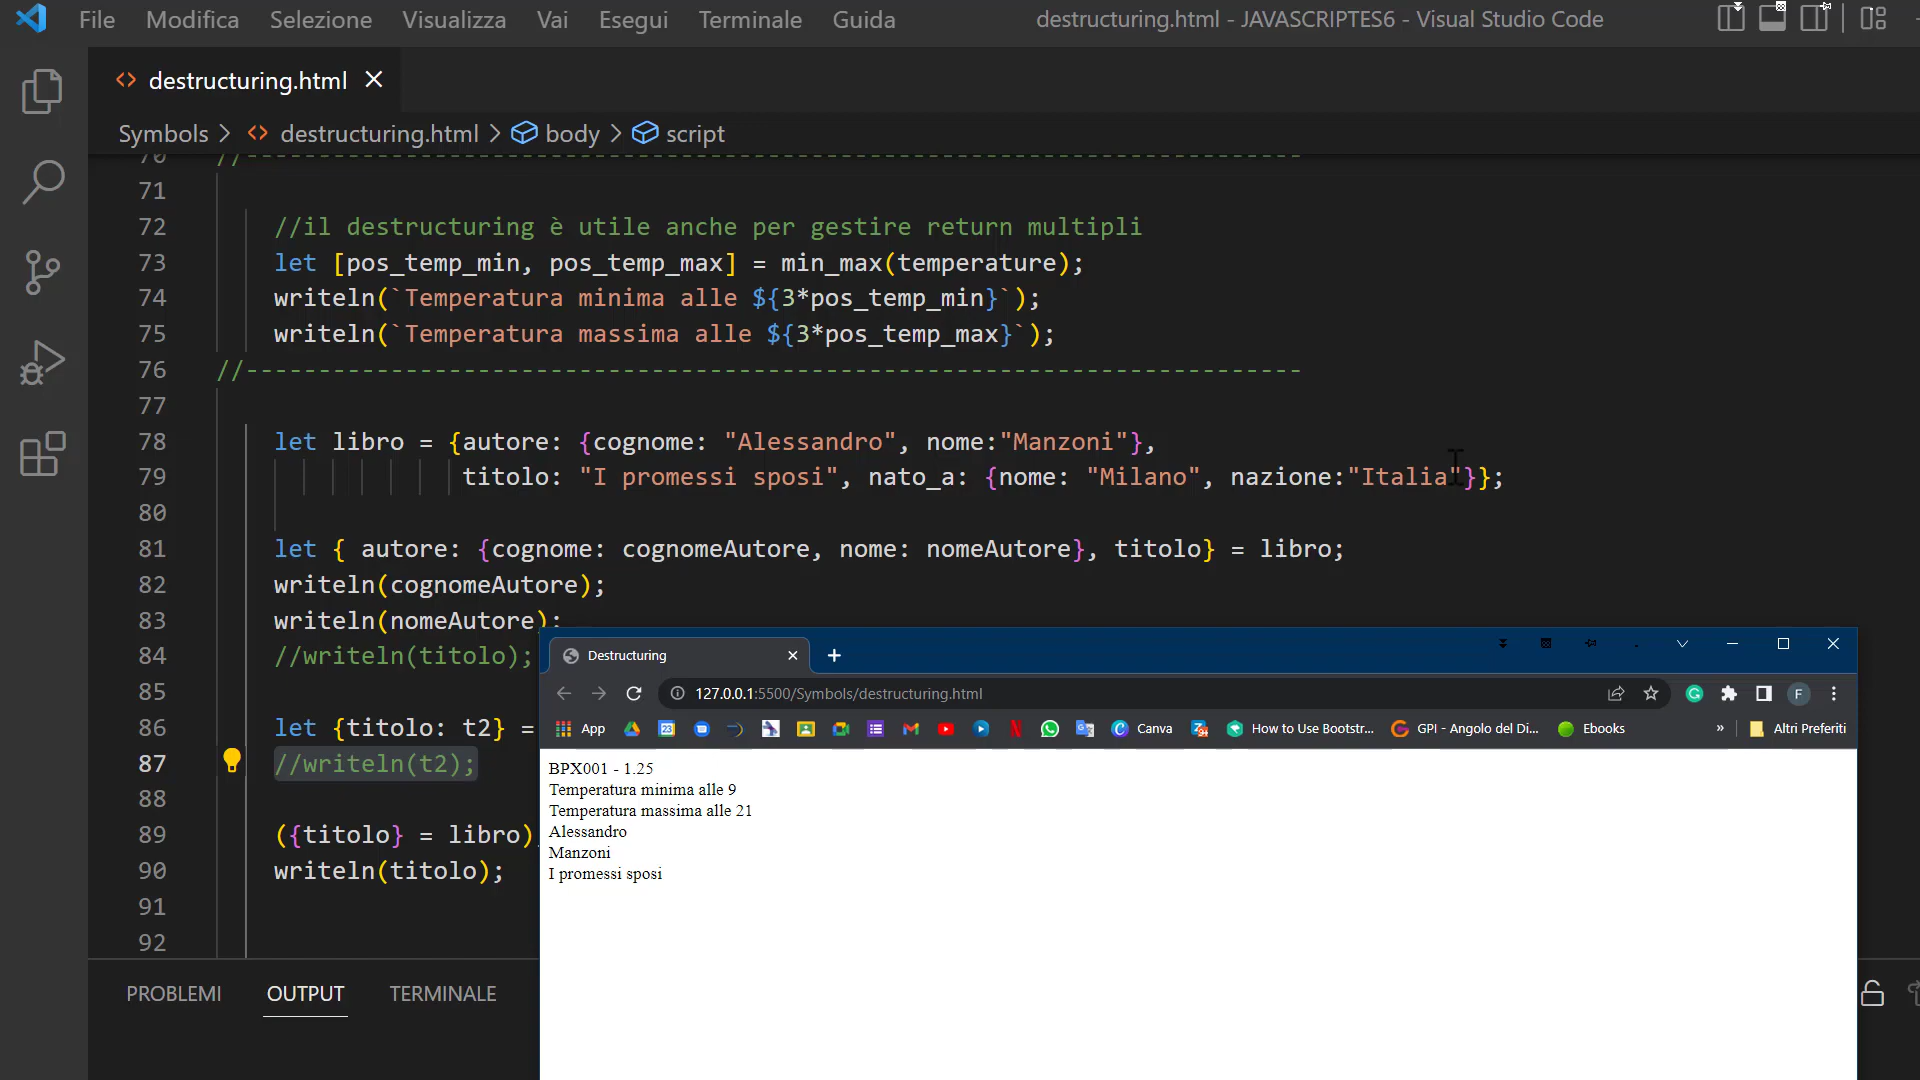 File Modifica Selezione Visualizza Vai Esegui Terminale Guida destructuring.html - JAVASCRIPTES6 - Visual Studio Code
destructuring.html
Symbols > destructuring.html > body > script
70 //-------------------------------------------------------------------------
71
72 //il destructuring è utile anche per gestire return multipli
73 let [pos_temp_min, pos_temp_max] = min_max(temperature);
74 writeln(`Temperatura minima alle ${3*pos_temp_min}`);
75 writeln(`Temperatura massima alle ${3*pos_temp_max}`);
76 //-------------------------------------------------------------------------
77
78 let libro = {autore: {cognome: "Alessandro", nome:"Manzoni"},
79 titolo: "I promessi sposi", nato_a: {nome: "Milano", nazione:"Italia"}};
80
81 let { autore: {cognome: cognomeAutore, nome: nomeAutore}, titolo} = libro;
82 writeln(cognomeAutore);
83 writeln(nomeAutore);
84 //writeln(titolo);
85
86 let {titolo: t2} =
87 //writeln(t2);
88
89 ({titolo} = libro)
90 writeln(titolo);
91
92
PROBLEMI OUTPUT TERMINALE
Destructuring
127.0.0.1:5500/Symbols/destructuring.html F
App Canva How to Use Bootstr... GPI - Angolo del Di... Ebooks » Altri Preferiti
BPX001 - 1.25
Temperatura minima alle 9
Temperatura massima alle 21
Alessandro
Manzoni
I promessi sposi